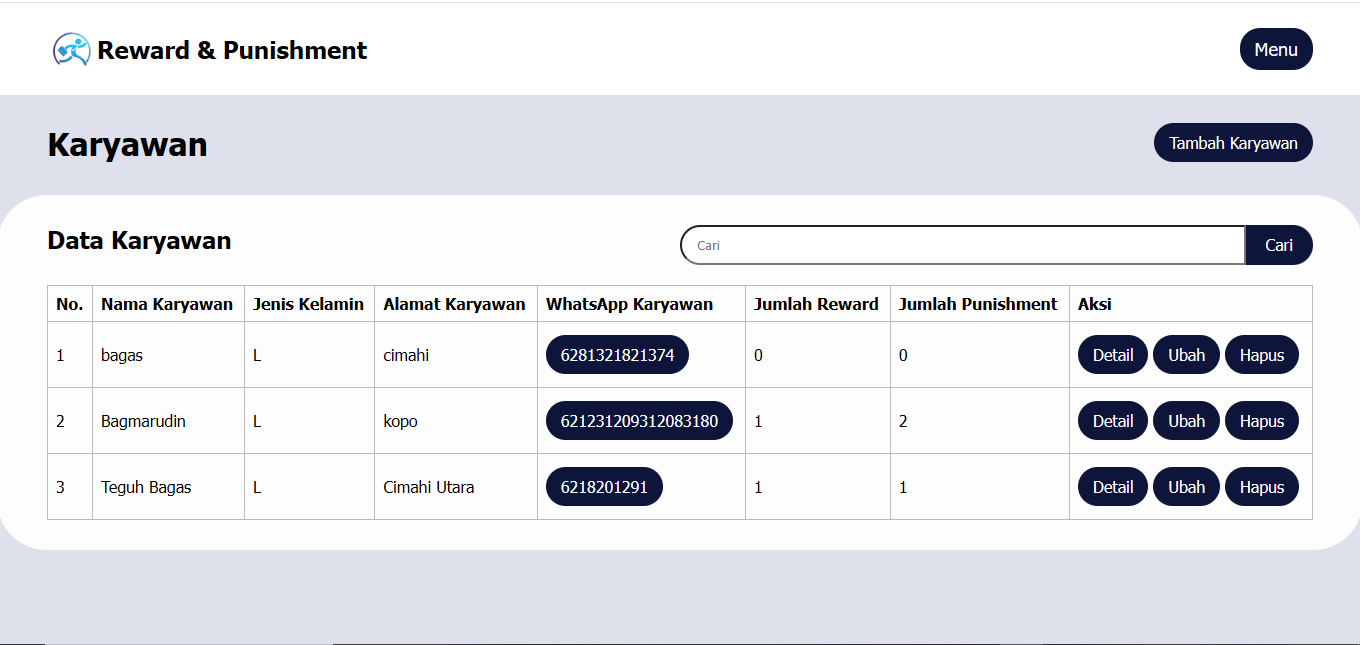 Reward & Punishment
Menu
Karyawan
Tambah Karyawan
Data Karyawan
Cari
Cari
No. Nama Karyawan Jenis Kelamin Alamat Karyawan WhatsApp Karyawan Jumlah Reward Jumlah Punishment Aksi
1 bagas L cimahi 6281321821374 0 0 Detail Ubah Hapus
2 Bagmarudin L kopo 621231209312083180 1 2 Detail Ubah Hapus
3 Teguh Bagas L Cimahi Utara 6218201291 1 1 Detail Ubah Hapus